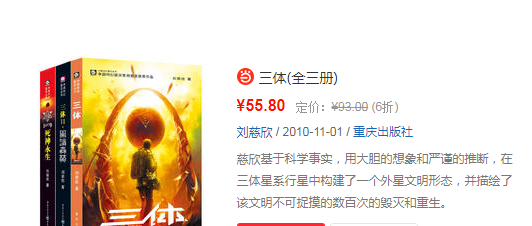 三体(全三册)
¥55.80 定价：¥93.00 (6折)
刘慈欣 / 2010-11-01 / 重庆出版社
慈欣基于科学事实，用大胆的想象和严谨的推断，在
三体星系行星中构建了一个外星文明形态，并描绘了
该文明不可捉摸的数百次的毁灭和重生。
死神永生
三体II·黑暗森林
三体
刘慈欣 著
三体